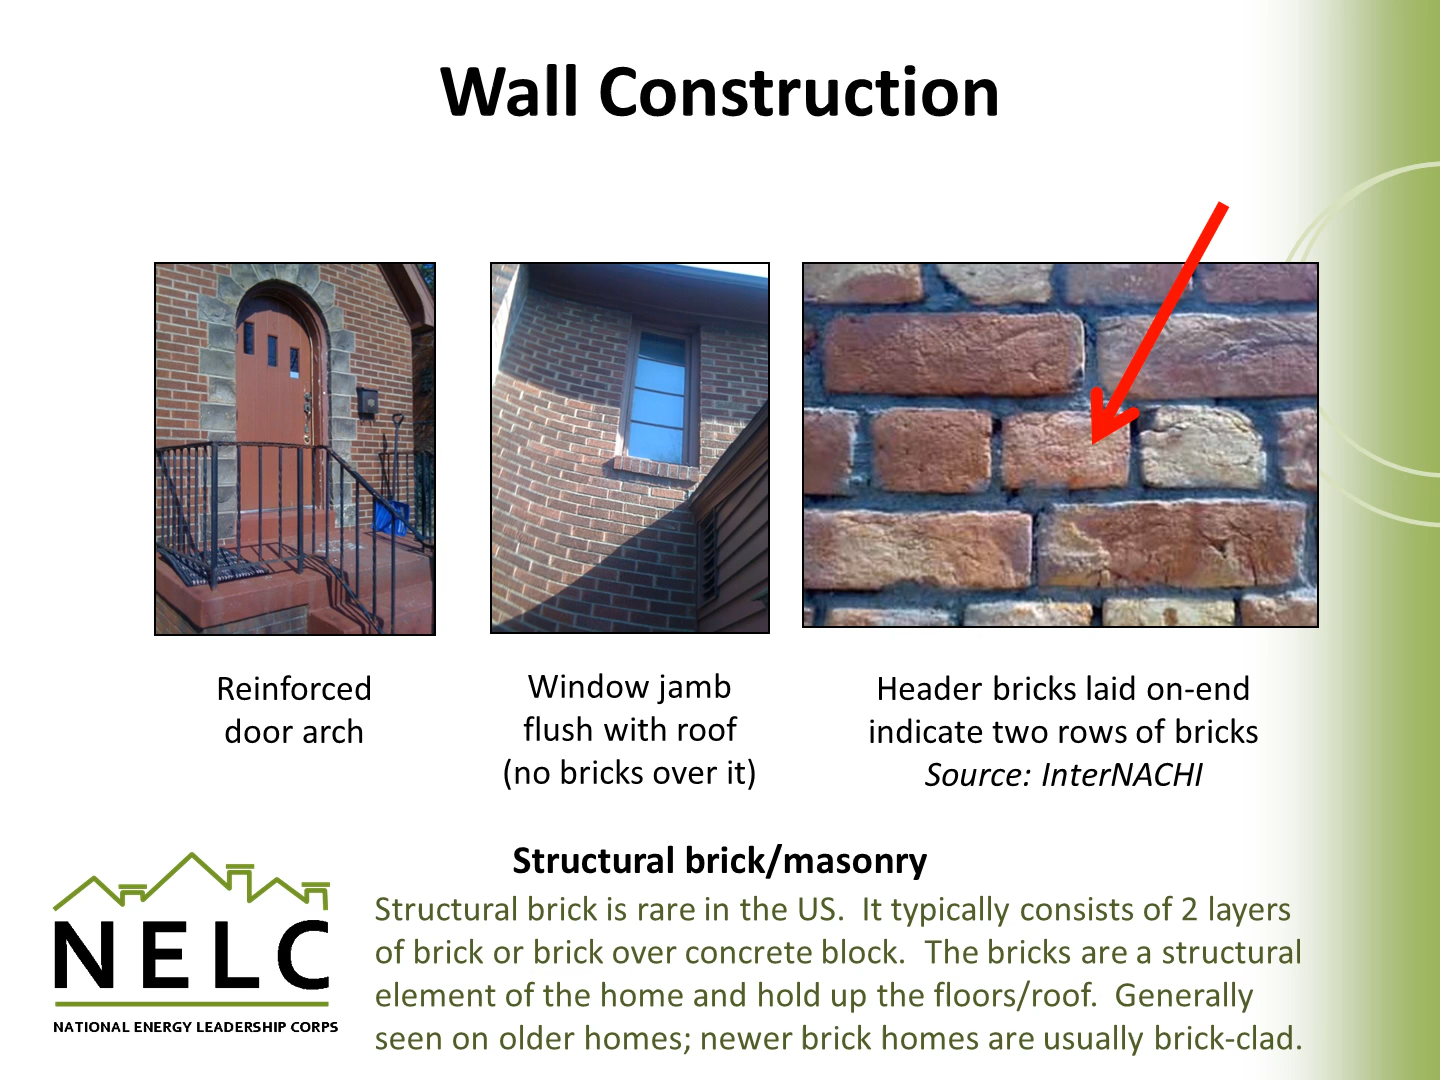 Wall Construction
Reinforced
door arch
Window jamb
flush with roof
(no bricks over it)
Header bricks laid on-end
indicate two rows of bricks
Source: InterNACHI
Structural brick/masonry
Structural brick is rare in the US.  It typically consists of 2 layers
of brick or brick over concrete block.  The bricks are a structural
element of the home and hold up the floors/roof.  Generally
seen on older homes; newer brick homes are usually brick-clad.
NELC
NATIONAL ENERGY LEADERSHIP CORPS